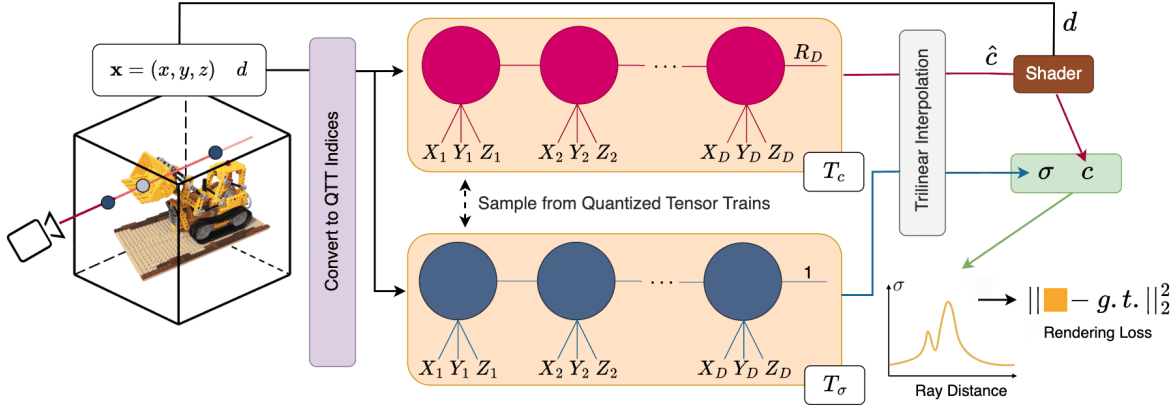 d
x = (x, y, z) d
Convert to QTT Indices
R_D
X_1 Y_1 Z_1 X_2 Y_2 Z_2 ... X_D Y_D Z_D
T_c
Sample from Quantized Tensor Trains
1
X_1 Y_1 Z_1 X_2 Y_2 Z_2 X_D Y_D Z_D
T_σ
Trilinear Interpolation
ĉ
Shader
σ c
σ
Ray Distance
|| - g.t.||_2^2
Rendering Loss